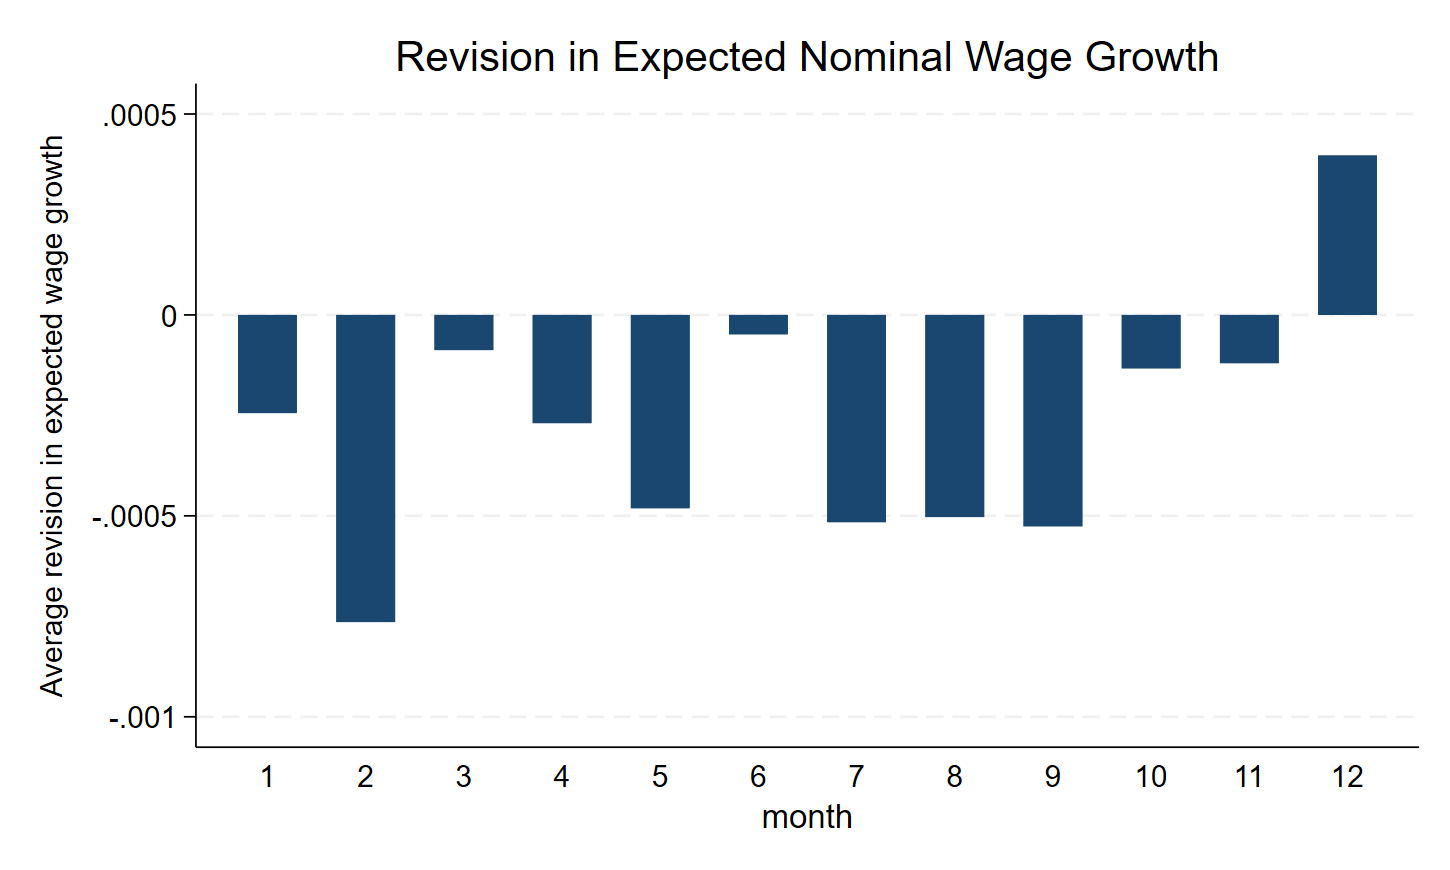 Revision in Expected Nominal Wage Growth
Average revision in expected wage growth
.0005
0
-.0005
-.001
1 2 3 4 5 6 7 8 9 10 11 12
month